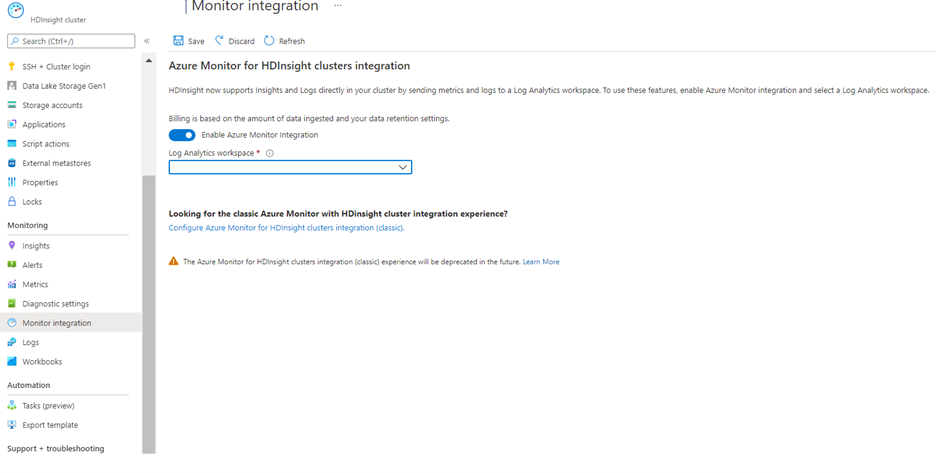 Monitor integration ...
HDInsight cluster
Search (Ctrl+/)
«
SSH + Cluster login
Data Lake Storage Gen1
Storage accounts
Applications
Script actions
External metastores
Properties
Locks
Monitoring
Insights
Alerts
Metrics
Diagnostic settings
Monitor integration
Logs
Workbooks
Automation
Tasks (preview)
Export template
Support + troubleshooting
Save Discard Refresh
Azure Monitor for HDInsight clusters integration
HDInsight now supports Insights and Logs directly in your cluster by sending metrics and logs to a Log Analytics workspace. To use these features, enable Azure Monitor integration and select a Log Analytics workspace.
Billing is based on the amount of data ingested and your data retention settings.
Enable Azure Monitor Integration
Log Analytics workspace *
Looking for the classic Azure Monitor with HDinsight cluster integration experience?
Configure Azure Monitor for HDInsight clusters integration (classic).
The Azure Monitor for HDInsight clusters integration (classic) experience will be deprecated in the future. Learn More